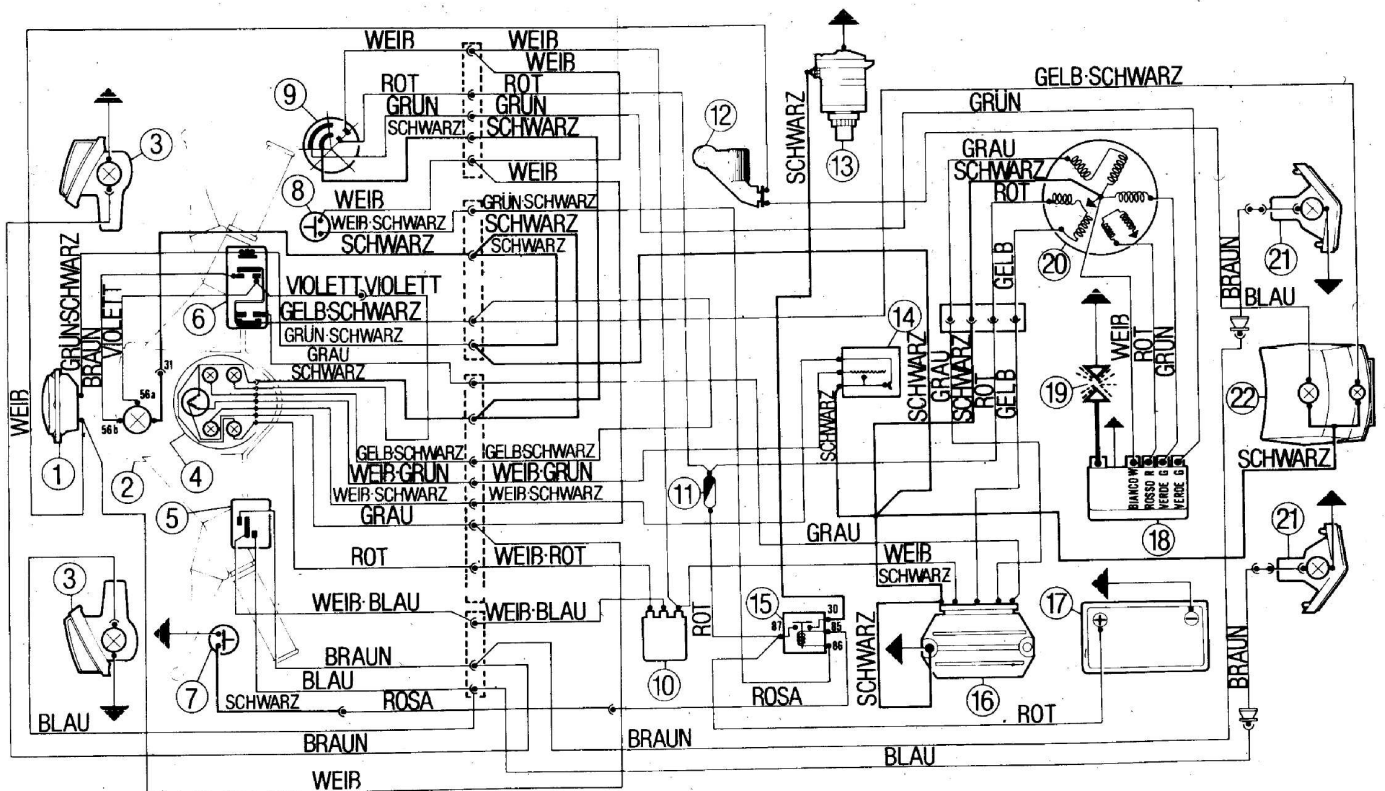 WEIß
WEIß
WEIß
ROT
ROT
GRÜN
GRÜN
SCHWARZ
SCHWARZ
WEIß
WEIß
WEIß·SCHWARZ
GRÜN·SCHWARZ
SCHWARZ
SCHWARZ
SCHWARZ
VIOLETT
VIOLETT
GELB·SCHWARZ
GRÜN·SCHWARZ
GRAU
SCHWARZ
GELB·SCHWARZ
GELB·SCHWARZ
WEIß·GRÜN
WEIß·GRÜN
WEIß·SCHWARZ
WEIß·SCHWARZ
GRAU
ROT
WEIß·ROT
WEIß·BLAU
WEIß·BLAU
BRAUN
BLAU
SCHWARZ
ROSA
BLAU
BRAUN
WEIß
WEIß
GRÜN·SCHWARZ
BRAUN
VIOLETT
31
56a
56b
1
2
3
3
4
5
6
7
8
9
10
11
12
13
14
15
16
17
18
19
20
21
21
22
SCHWARZ
GELB·SCHWARZ
GRÜN
GRAU
SCHWARZ
ROT
GELB
BRAUN
BLAU
SCHWARZ
SCHWARZ
GRAU
SCHWARZ
ROT
GELB
WEIß
ROT
GRÜN
SCHWARZ
BIANCO W
ROSSO R
VERDE G
VERDE G
GRAU
WEIß
SCHWARZ
ROT
30
87
85
86
SCHWARZ
ROSA
ROT
BRAUN
BRAUN
BLAU